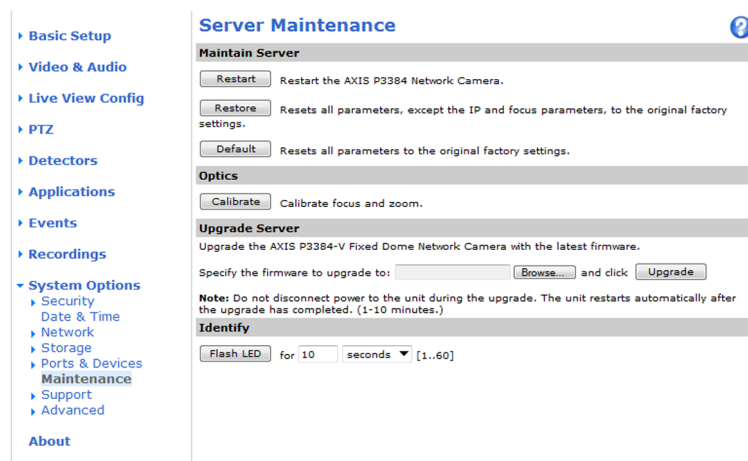 Basic Setup
Video & Audio
Live View Config
PTZ
Detectors
Applications
Events
Recordings
System Options
Security
Date & Time
Network
Storage
Ports & Devices
Maintenance
Support
Advanced
About
Server Maintenance
?
Maintain Server
Restart Restart the AXIS P3384 Network Camera.
Restore Resets all parameters, except the IP and focus parameters, to the original factory
settings.
Default Resets all parameters to the original factory settings.
Optics
Calibrate Calibrate focus and zoom.
Upgrade Server
Upgrade the AXIS P3384-V Fixed Dome Network Camera with the latest firmware.
Specify the firmware to upgrade to: Browse... and click Upgrade
Note: Do not disconnect power to the unit during the upgrade. The unit restarts automatically after
the upgrade has completed. (1-10 minutes.)
Identify
Flash LED for 10 seconds [1..60]